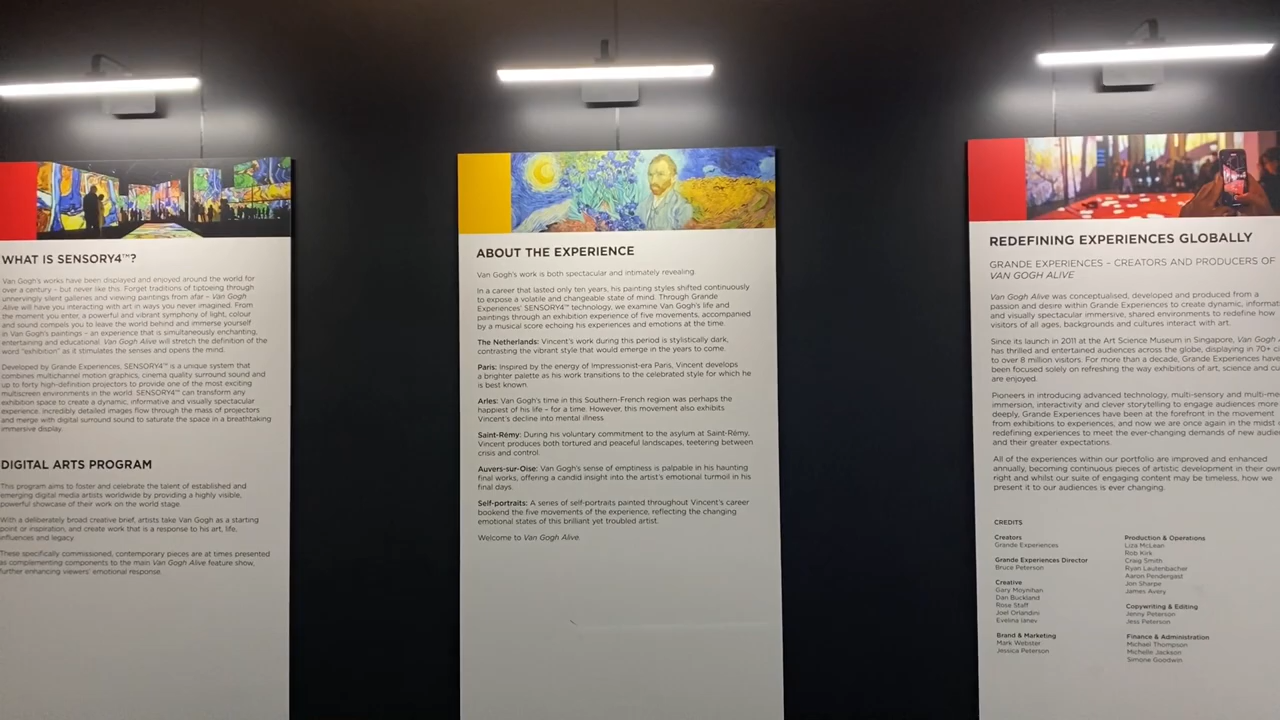 WHAT IS SENSORY4™?
Van Gogh's works have been displayed and enjoyed around the world for
over a century – but never like this. Forget traditions of tiptoeing through
unnervingly silent galleries and viewing paintings from afar – Van Gogh
Alive will have you interacting with art in ways you never imagined. From
the moment you enter, a powerful and vibrant symphony of light, colour
and sound compels you to leave the world behind and immerse yourself
in Van Gogh's paintings – an experience that is simultaneously enchanting,
entertaining and educational. Van Gogh Alive will stretch the definition of the
word "exhibition" as it stimulates the senses and opens the mind.
Developed by Grande Experiences, SENSORY4™ is a unique system that
combines multichannel motion graphics, cinema quality surround sound and
up to forty high-definition projectors to provide one of the most exciting
multiscreen environments in the world. SENSORY4™ can transform any
exhibition space to create a dynamic, informative and visually spectacular
experience. Incredibly detailed images flow through the mass of projectors
and merge with digital surround sound to saturate the space in a breathtaking
immersive display.
DIGITAL ARTS PROGRAM
This program aims to foster and celebrate the talent of established and
emerging digital media artists worldwide by providing a highly visible,
powerful showcase of their work on the world stage.
With a deliberately broad creative brief, artists take Van Gogh as a starting
point or inspiration, and create work that is a response to his art, life,
influences and legacy.
These specifically commissioned, contemporary pieces are at times presented
as complementing components to the main Van Gogh Alive feature show,
further enhancing viewers' emotional response.
ABOUT THE EXPERIENCE
Van Gogh's work is both spectacular and intimately revealing.
In a career that lasted only ten years, his painting styles shifted continuously
to expose a volatile and changeable state of mind. Through Grande
Experiences' SENSORY4™ technology, we examine Van Gogh's life and
paintings through an exhibition experience of five movements, accompanied
by a musical score echoing his experiences and emotions at the time.
The Netherlands: Vincent's work during this period is stylistically dark,
contrasting the vibrant style that would emerge in the years to come.
Paris: Inspired by the energy of Impressionist-era Paris, Vincent develops
a brighter palette as his work transitions to the celebrated style for which he
is best known.
Arles: Van Gogh's time in this Southern-French region was perhaps the
happiest of his life – for a time. However, this movement also exhibits
Vincent's decline into mental illness.
Saint-Rémy: During his voluntary commitment to the asylum at Saint-Rémy,
Vincent produces both tortured and peaceful landscapes, teetering between
crisis and control.
Auvers-sur-Oise: Van Gogh's sense of emptiness is palpable in his haunting
final works, offering a candid insight into the artist's emotional turmoil in his
final days.
Self-portraits: A series of self-portraits painted throughout Vincent's career
bookend the five movements of the experience, reflecting the changing
emotional states of this brilliant yet troubled artist.
Welcome to Van Gogh Alive.
REDEFINING EXPERIENCES GLOBALLY
GRANDE EXPERIENCES – CREATORS AND PRODUCERS OF
VAN GOGH ALIVE
Van Gogh Alive was conceptualised, developed and produced from a
passion and desire within Grande Experiences to create dynamic, informat
and visually spectacular immersive, shared environments to redefine how
visitors of all ages, backgrounds and cultures interact with art.
Since its launch in 2011 at the Art Science Museum in Singapore, Van Gogh A
has thrilled and entertained audiences across the globe, displaying in 70+ ci
to over 8 million visitors. For more than a decade, Grande Experiences have
been focused solely on refreshing the way exhibitions of art, science and cu
are enjoyed.
Pioneers in introducing advanced technology, multi-sensory and multi-me
immersion, interactivity and clever storytelling to engage audiences more
deeply, Grande Experiences have been at the forefront in the movement
from exhibitions to experiences, and now we are once again in the midst o
redefining experiences to meet the ever-changing demands of new audien
and their greater expectations.
All of the experiences within our portfolio are improved and enhanced
annually, becoming continuous pieces of artistic development in their own
right and whilst our suite of engaging content may be timeless, how we
present it to our audiences is ever changing.
CREDITS
Creators
Grande Experiences
Grande Experiences Director
Bruce Peterson
Creative
Gary Moynihan
Dan Buckland
Rose Staff
Joel Orlandini
Evelina Ianev
Brand & Marketing
Mark Webster
Jessica Peterson
Production & Operations
Liza McLean
Rob Kirk
Craig Smith
Ryan Lautenbacher
Aaron Pendergast
Jon Sharpe
James Avery
Copywriting & Editing
Jenny Peterson
Jess Peterson
Finance & Administration
Michael Thompson
Michelle Jackson
Simone Goodwin